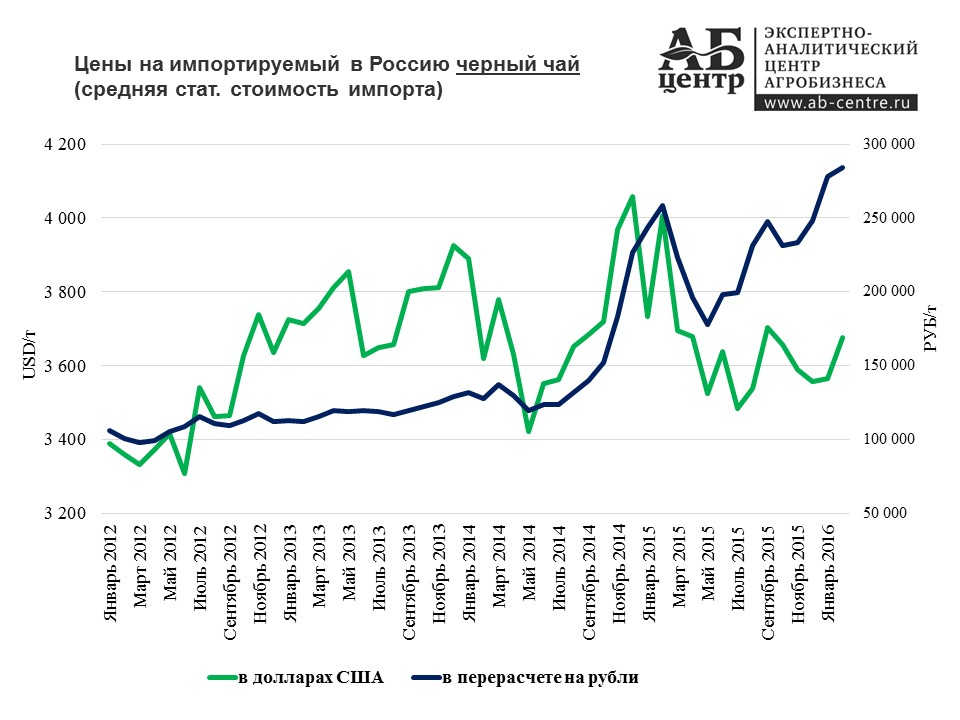 Цены на импортируемый в Россию черный чай
(средняя стат. стоимость импорта)
АБ
центр
ЭКСПЕРТНО-
АНАЛИТИЧЕСКИЙ
ЦЕНТР
АГРОБИЗНЕСА
www.ab-centre.ru
4 200
4 000
3 800
3 600
3 400
3 200
USD/т
300 000
250 000
200 000
150 000
100 000
50 000
РУБ/т
Январь 2012
Март 2012
Май 2012
Июль 2012
Сентябрь 2012
Ноябрь 2012
Январь 2013
Март 2013
Май 2013
Июль 2013
Сентябрь 2013
Ноябрь 2013
Январь 2014
Март 2014
Май 2014
Июль 2014
Сентябрь 2014
Ноябрь 2014
Январь 2015
Март 2015
Май 2015
Июль 2015
Сентябрь 2015
Ноябрь 2015
Январь 2016
в долларах США
в перерасчете на рубли